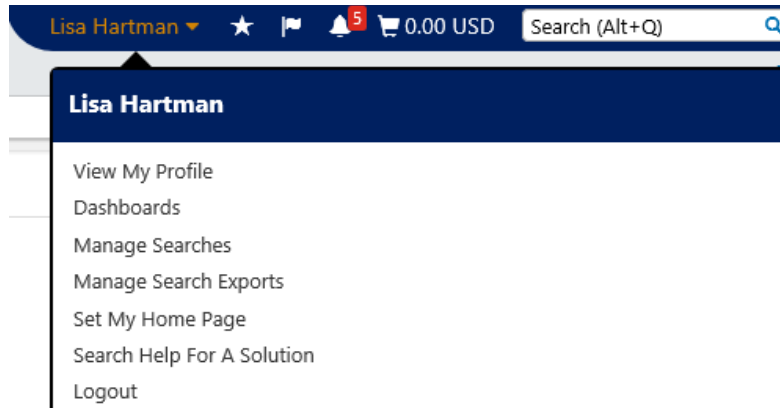 Lisa Hartman 5 0.00 USD Search (Alt+Q)
Lisa Hartman
View My Profile
Dashboards
Manage Searches
Manage Search Exports
Set My Home Page
Search Help For A Solution
Logout